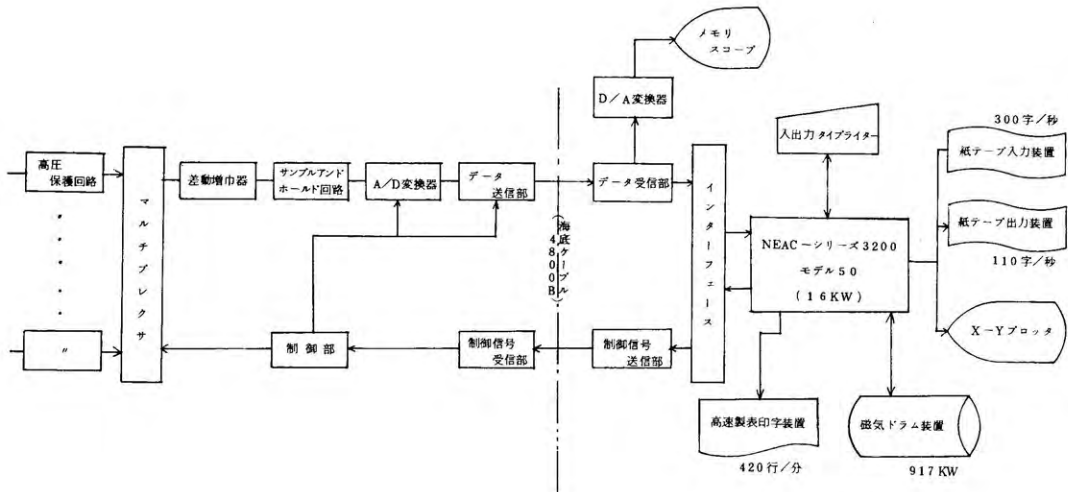 メモリ
スコープ
D/A変換器
入出力タイプライター
300字/秒
紙テープ入力装置
高圧
保護回路
マルチプレクサ
差動増巾器
サンプルアンド
ホールド回路
A/D変換器
データ
送信部
データ受信部
インターフェース
紙テープ出力装置
110字/秒
(海底ケーブル
4800B)
NEAC-シリーズ3200
モデル50
(16KW)
〃
制御部
制御信号
受信部
制御信号
送信部
X-Yプロッタ
高速製表印字装置
420行/分
磁気ドラム装置
917KW